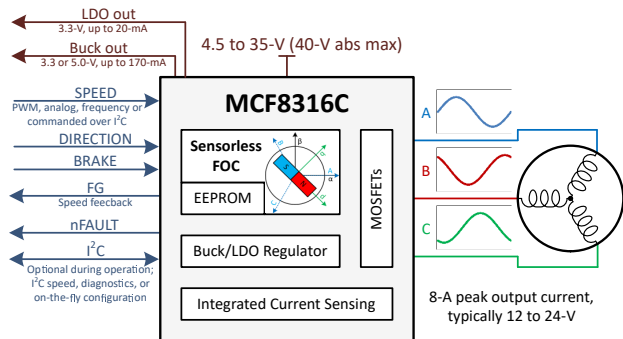 LDO out
3.3-V, up to 20-mA
Buck out
3.3 or 5.0-V, up to 170-mA
4.5 to 35-V (40-V abs max)
SPEED
PWM, analog, frequency or
commanded over I²C
DIRECTION
BRAKE
FG
Speed feecback
nFAULT
I²C
Optional during operation;
I²C speed, diagnostics, or
on-the-fly configuration
MCF8316C
Sensorless
FOC
EEPROM
β
A
α
S
N
MOSFETs
Buck/LDO Regulator
Integrated Current Sensing
A
B
C
8-A peak output current,
typically 12 to 24-V